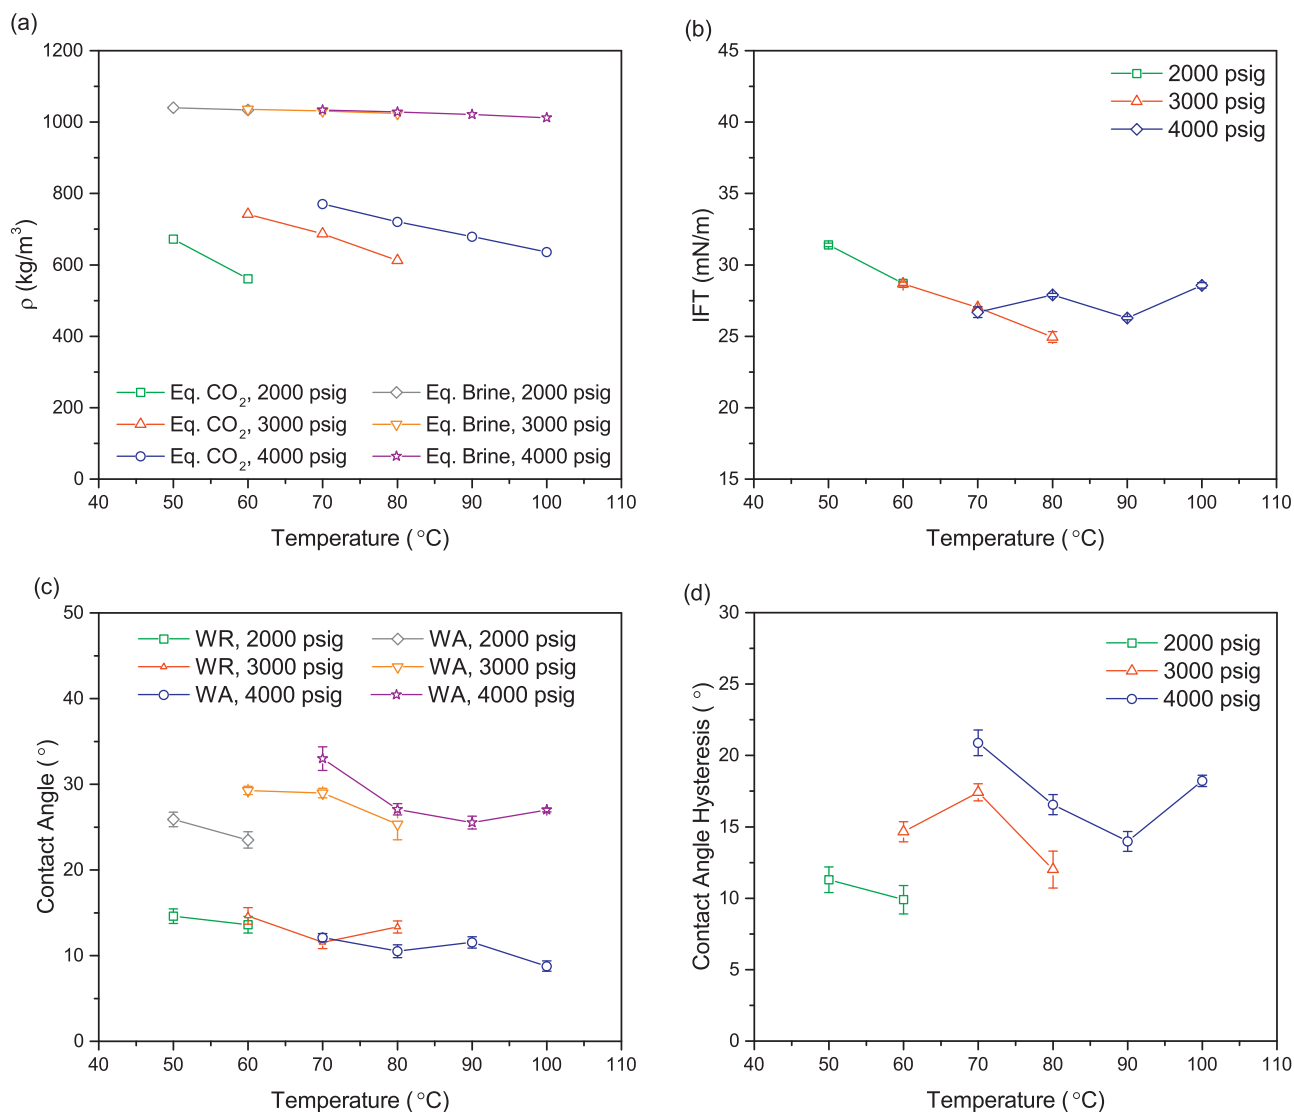 (a)
1200
1000
800
600
400
200
0
ρ (kg/m³)
Eq. CO₂, 2000 psig
Eq. CO₂, 3000 psig
Eq. CO₂, 4000 psig
Eq. Brine, 2000 psig
Eq. Brine, 3000 psig
Eq. Brine, 4000 psig
40 50 60 70 80 90 100 110
Temperature (°C)
(b)
45
40
35
30
25
20
15
IFT (mN/m)
2000 psig
3000 psig
4000 psig
40 50 60 70 80 90 100 110
Temperature (°C)
(c)
50
40
30
20
10
0
Contact Angle (°)
WR, 2000 psig
WR, 3000 psig
WA, 4000 psig
WA, 2000 psig
WA, 3000 psig
WA, 4000 psig
40 50 60 70 80 90 100 110
Temperature (°C)
(d)
30
25
20
15
10
5
0
Contact Angle Hysteresis (°)
2000 psig
3000 psig
4000 psig
40 50 60 70 80 90 100 110
Temperature (°C)